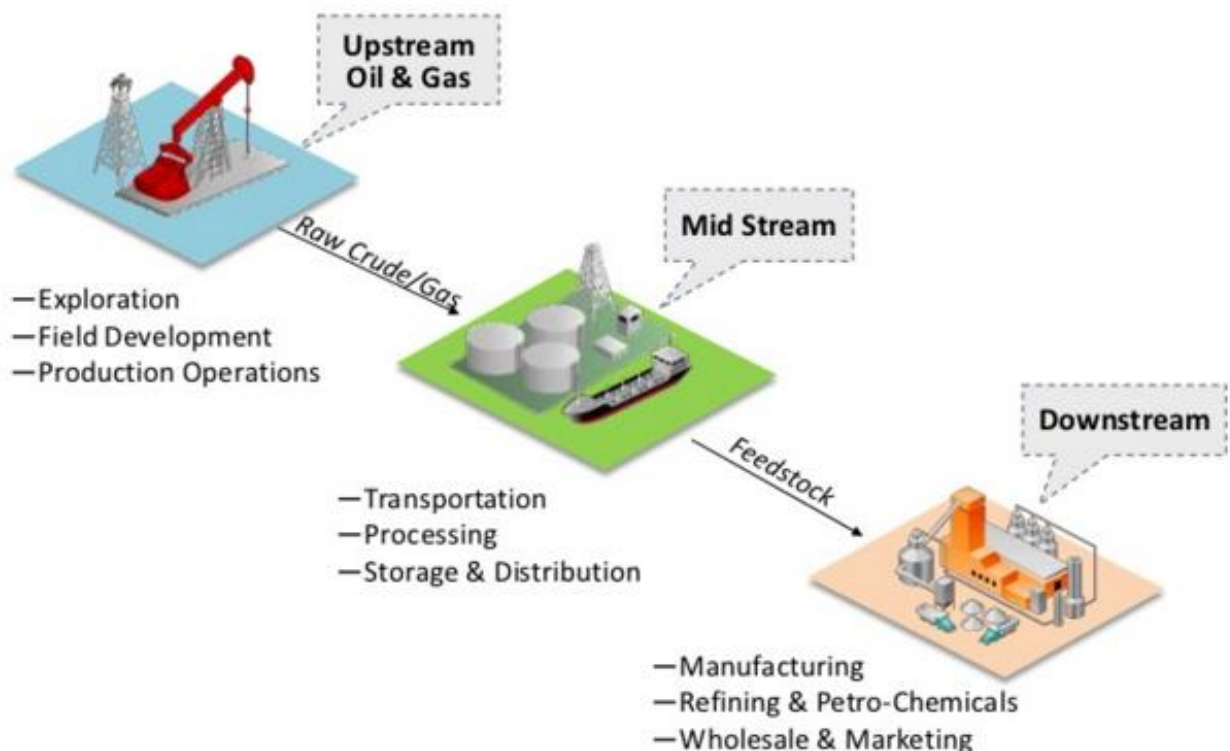 Upstream
Oil & Gas
Raw Crude/Gas
—Exploration
—Field Development
—Production Operations
Mid Stream
Feedstock
—Transportation
—Processing
—Storage & Distribution
Downstream
—Manufacturing
—Refining & Petro-Chemicals
—Wholesale & Marketing